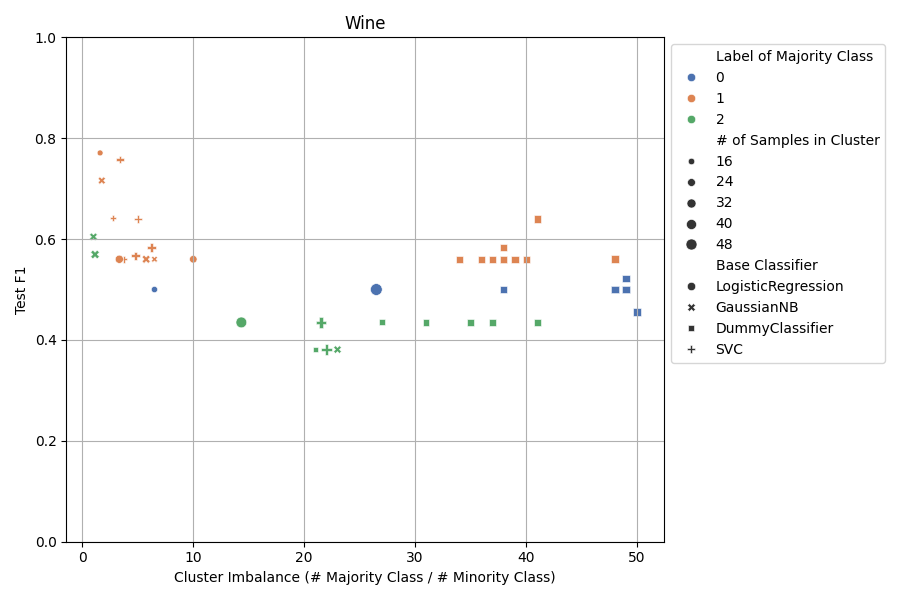 Wine
Test F1
1.0
0.8
0.6
0.4
0.2
0.0
0
10
20
30
40
50
Cluster Imbalance (# Majority Class / # Minority Class)
Label of Majority Class
0
1
2
# of Samples in Cluster
16
24
32
40
48
Base Classifier
LogisticRegression
GaussianNB
DummyClassifier
SVC